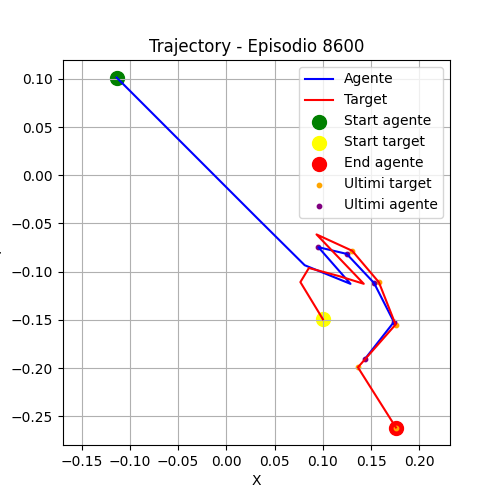 Trajectory - Episodio 8600
Agente
Target
Start agente
Start target
End agente
Ultimi target
Ultimi agente
0.10
0.05
0.00
−0.05
−0.10
−0.15
−0.20
−0.25
−0.15
−0.10
−0.05
0.00
0.05
0.10
0.15
0.20
X